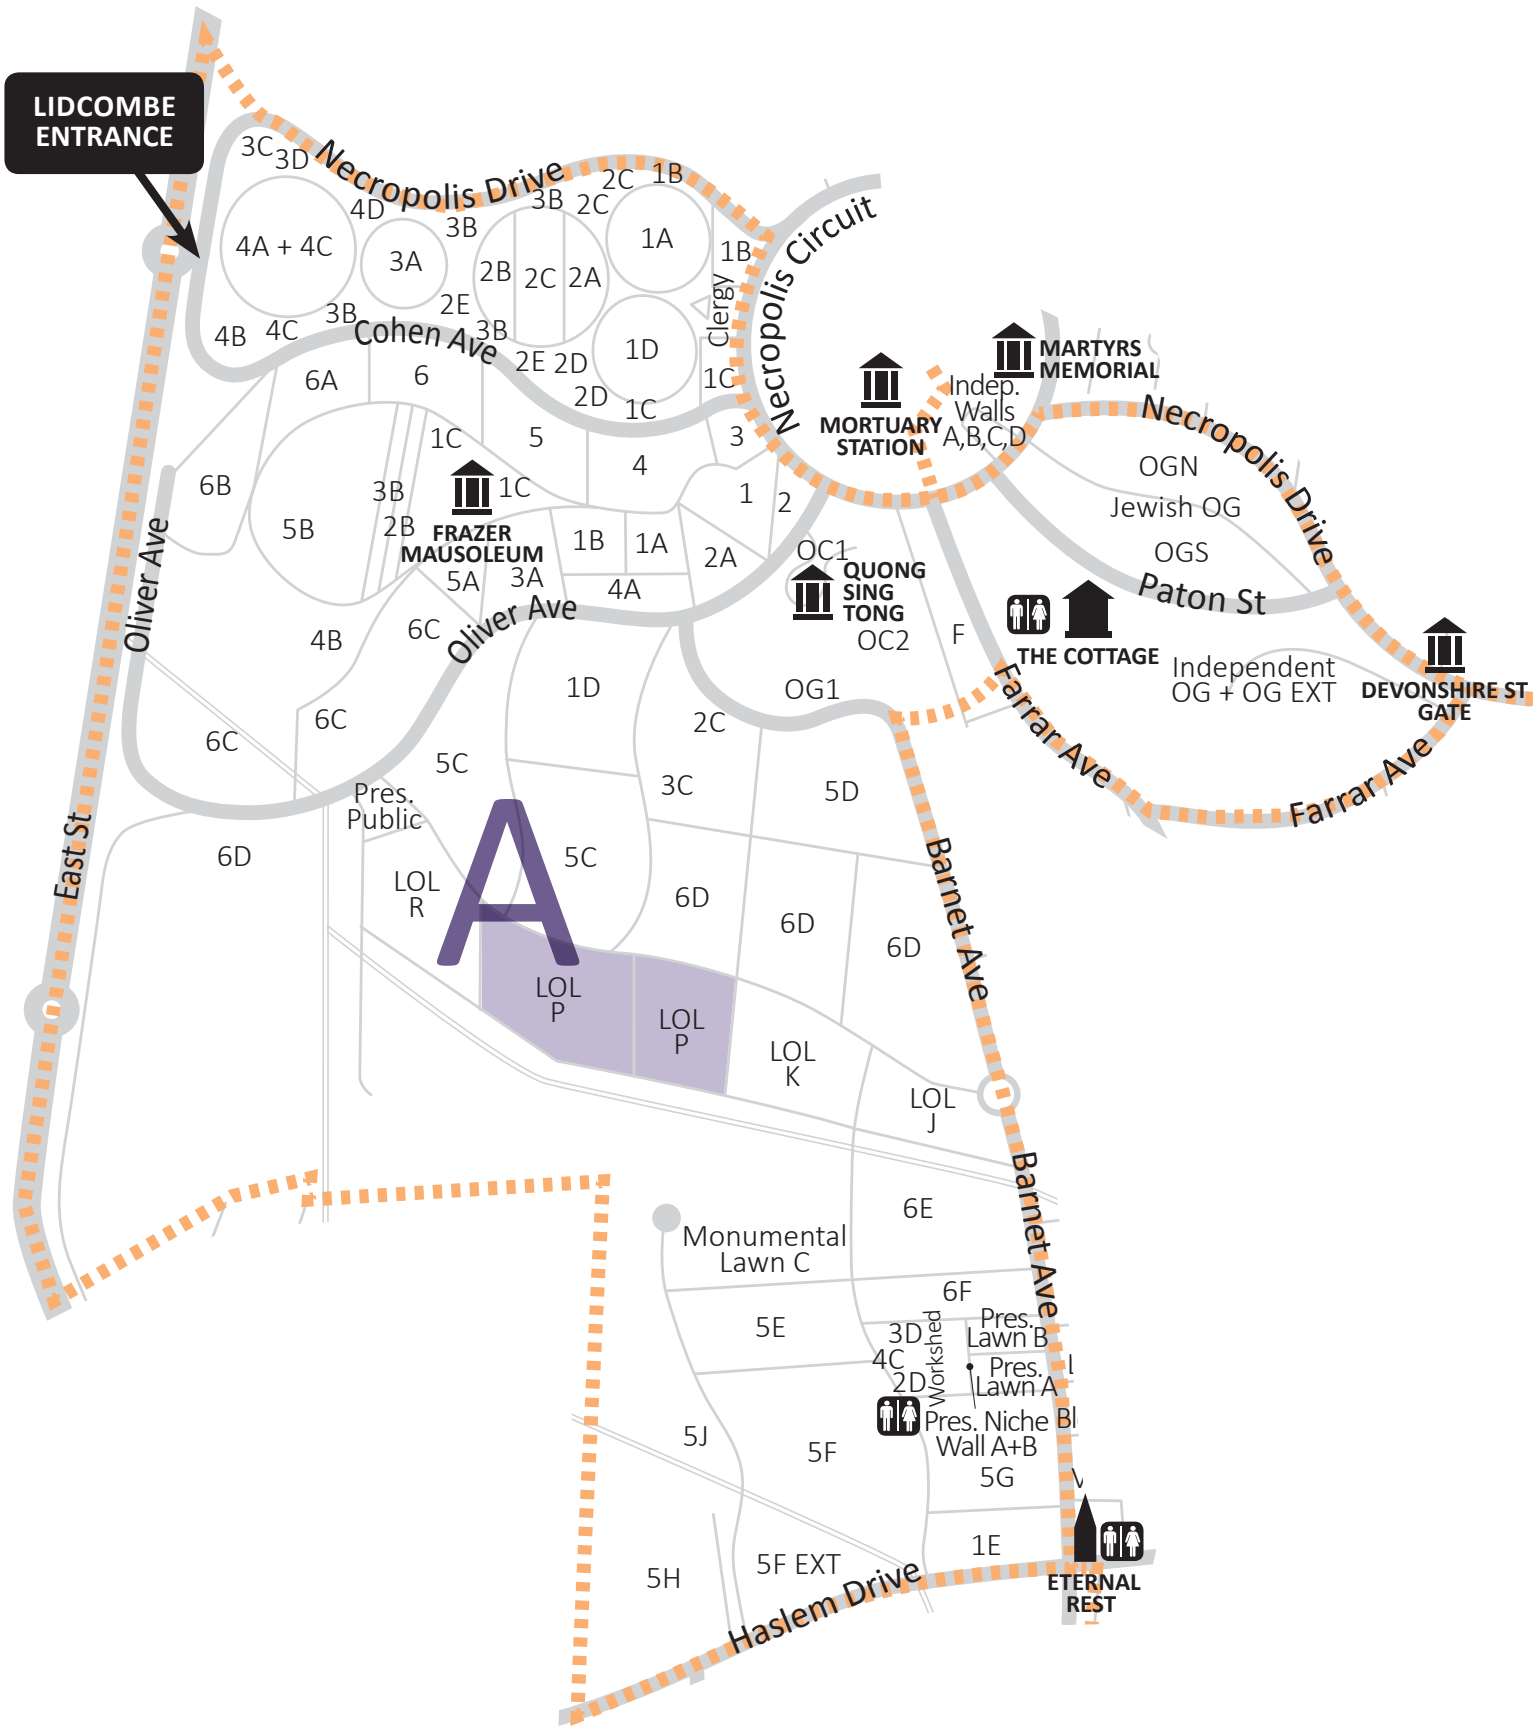 LIDCOMBE
ENTRANCE
Necropolis Drive
3C
3D
4D
4A + 4C
3A
3B
3B
2C
2C
1B
1A
1B
Clergy
2B
2C
2A
2E
3B
3B
4B
4C
Cohen Ave
2E
2D
2D
1D
1C
1C
Necropolis Circuit
6A
6
5
4
3
1
2
6B
5B
3B
2B
1C
1C
FRAZER
MAUSOLEUM
1B
1A
2A
5A
3A
4A
Oliver Ave
Oliver Ave
4B
6C
6C
6C
MORTUARY
STATION
MARTYRS
MEMORIAL
Indep.
Walls
A,B,C,D
Necropolis Drive
OGN
Jewish OG
OGS
Paton St
OC1
QUONG
SING
TONG
OC2
F
OG1
THE COTTAGE
Independent
OG + OG EXT
DEVONSHIRE ST
GATE
Farrar Ave
Farrar Ave
1D
2C
5C
3C
5D
Pres.
Public
East St
6D
LOL
R
A
5C
6D
6D
6D
Barnet Ave
LOL
P
LOL
P
LOL
K
LOL
J
Barnet Ave
6E
Monumental
Lawn C
6F
5E
3D
4C
2D
Workshed
Pres.
Lawn B
Pres.
Lawn A
Pres. Niche
Wall A+B
Bl
5J
5F
5G
1E
5F EXT
5H
Haslem Drive
ETERNAL
REST